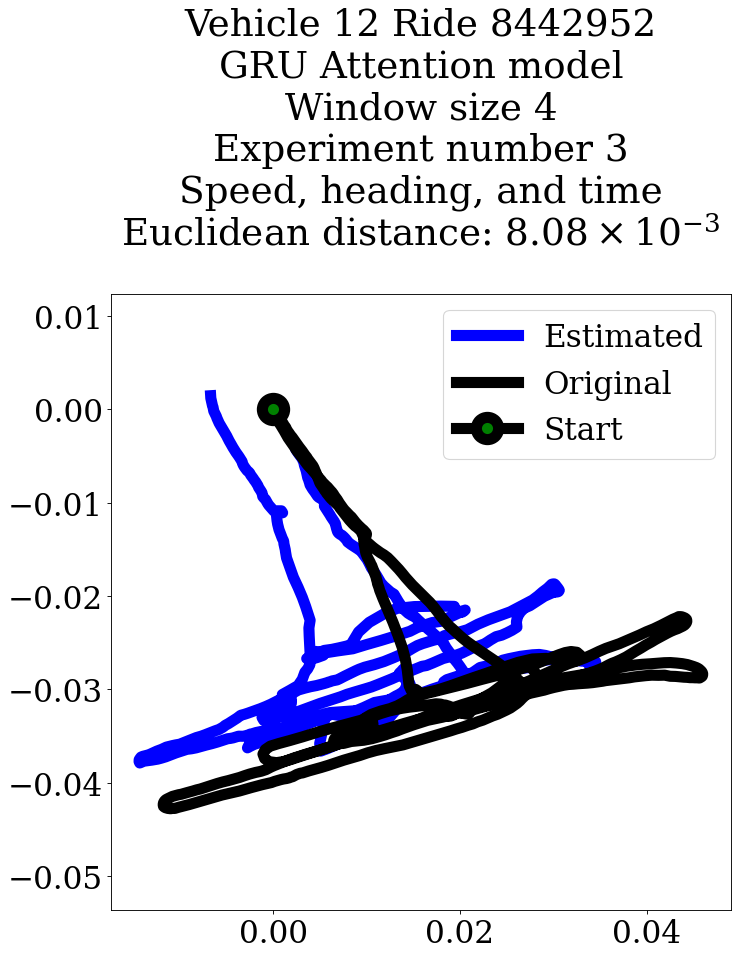 Vehicle 12 Ride 8442952
GRU Attention model
Window size 4
Experiment number 3
Speed, heading, and time
Euclidean distance: 8.08 × 10⁻³
Estimated
Original
Start
0.01
0.00
−0.01
−0.02
−0.03
−0.04
−0.05
0.00 0.02 0.04